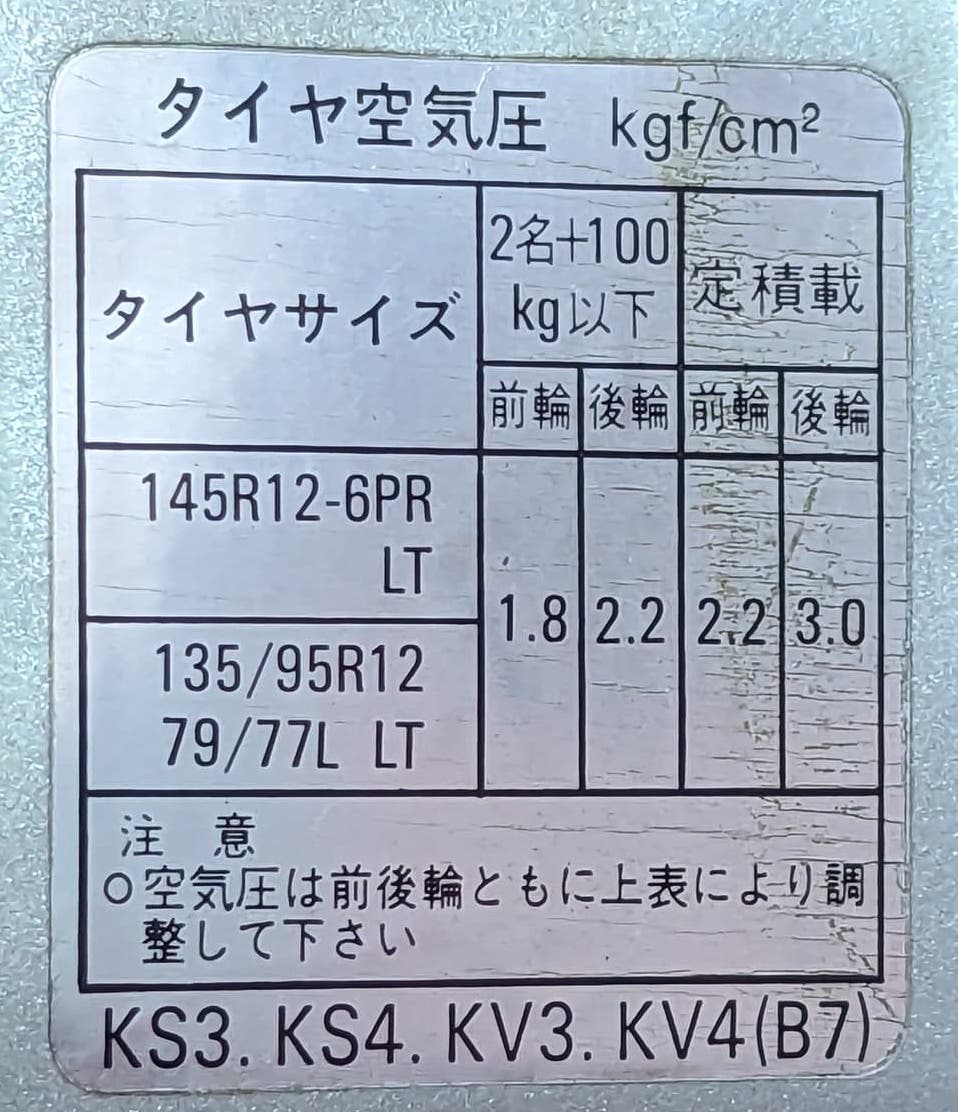 タイヤ空気圧 kgf/cm²
タイヤサイズ
2名+100
kg以下
定積載
前輪 後輪 前輪 後輪
145R12-6PR
LT
135/95R12
79/77L LT
1.8 2.2 2.2 3.0
注 意
○空気圧は前後輪ともに上表により調
整して下さい
KS3. KS4. KV3. KV4(B7)